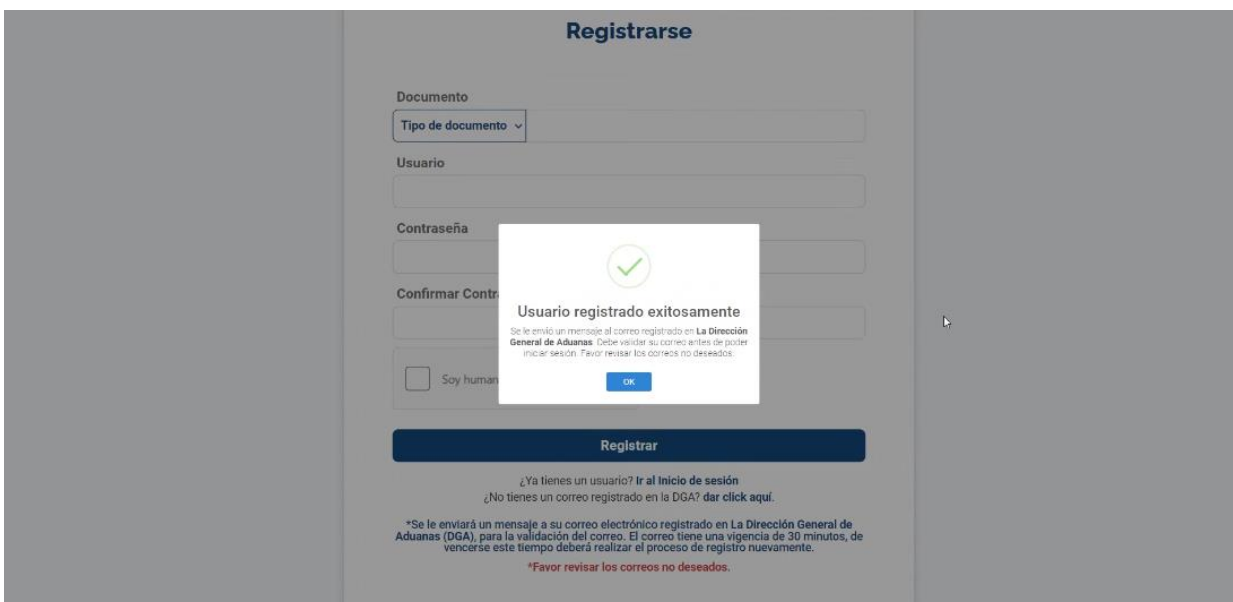 Registrarse
Documento
Tipo de documento
Usuario
Contraseña
Confirmar Contr
Usuario registrado exitosamente
Se le envió un mensaje al correo registrado en La Dirección
General de Aduanas. Debe validar su correo antes de poder
iniciar sesión. Favor revisar los correos no deseados.
OK
Soy human
Registrar
¿Ya tienes un usuario? Ir al Inicio de sesión
¿No tienes un correo registrado en la DGA? dar click aquí.
*Se le enviará un mensaje a su correo electrónico registrado en La Dirección General de
Aduanas (DGA), para la validación del correo. El correo tiene una vigencia de 30 minutos, de
vencerse este tiempo deberá realizar el proceso de registro nuevamente.
*Favor revisar los correos no deseados.